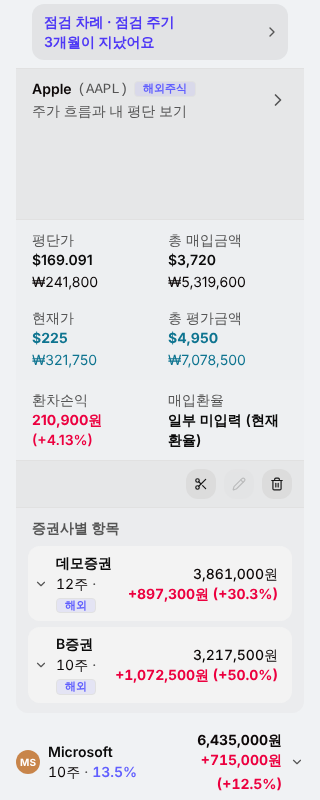 점검 차례 · 점검 주기
3개월이 지났어요
Apple (AAPL) 해외주식
주가 흐름과 내 평단 보기
평단가 총 매입금액
$169.091 $3,720
₩241,800 ₩5,319,600
현재가 총 평가금액
$225 $4,950
₩321,750 ₩7,078,500
환차손익 매입환율
210,900원 일부 미입력 (현재
(+4.13%) 환율)
증권사별 항목
데모증권
3,861,000원
12주 ·
+897,300원 (+30.3%)
해외
B증권
3,217,500원
10주 ·
+1,072,500원 (+50.0%)
해외
6,435,000원
MS Microsoft
+715,000원
10주 · 13.5%
(+12.5%)